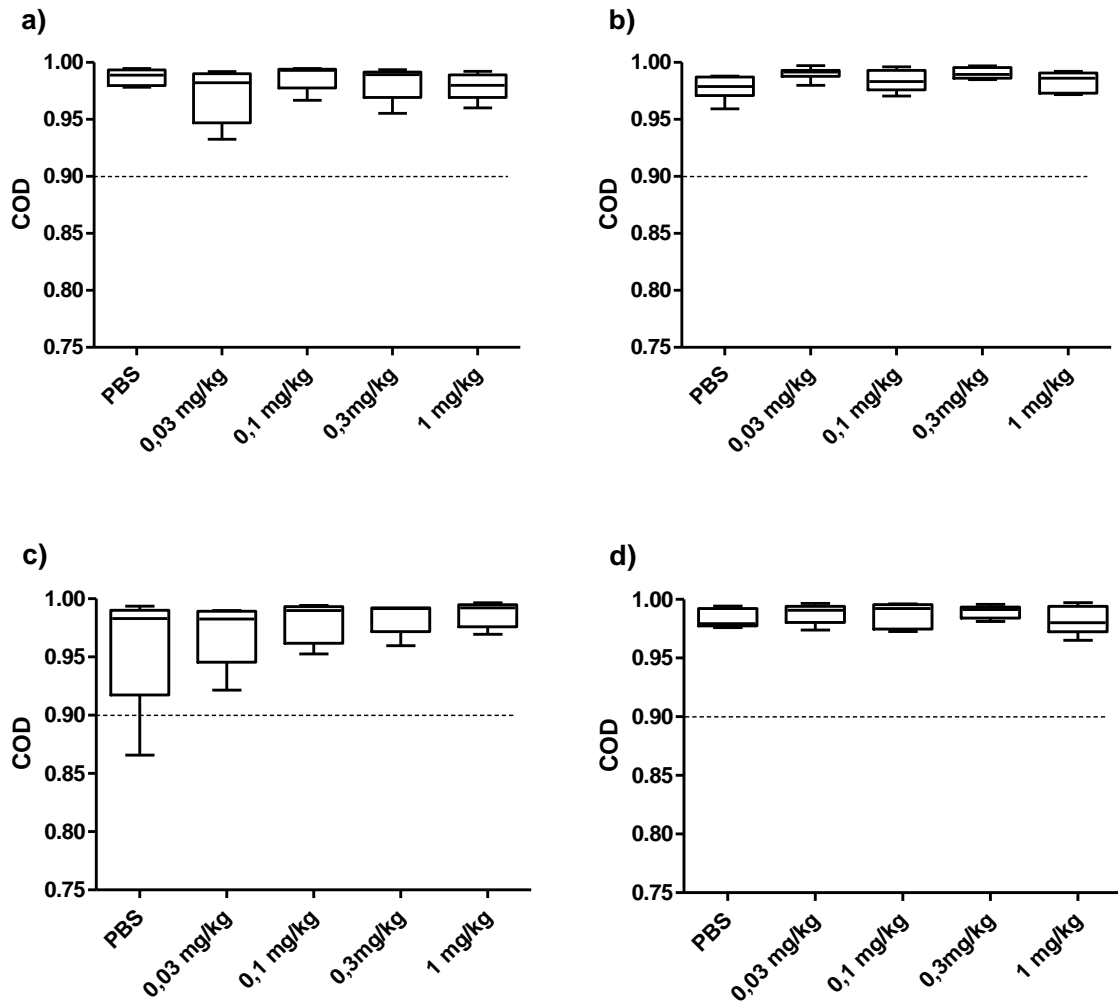 a)
1.00
0.95
0.90
0.85
0.80
0.75
COD
PBS
0,03 mg/kg
0,1 mg/kg
0,3mg/kg
1 mg/kg
b)
1.00
0.95
0.90
0.85
0.80
0.75
COD
PBS
0,03 mg/kg
0,1 mg/kg
0,3mg/kg
1 mg/kg
c)
1.00
0.95
0.90
0.85
0.80
0.75
COD
PBS
0,03 mg/kg
0,1 mg/kg
0,3mg/kg
1 mg/kg
d)
1.00
0.95
0.90
0.85
0.80
0.75
COD
PBS
0,03 mg/kg
0,1 mg/kg
0,3mg/kg
1 mg/kg